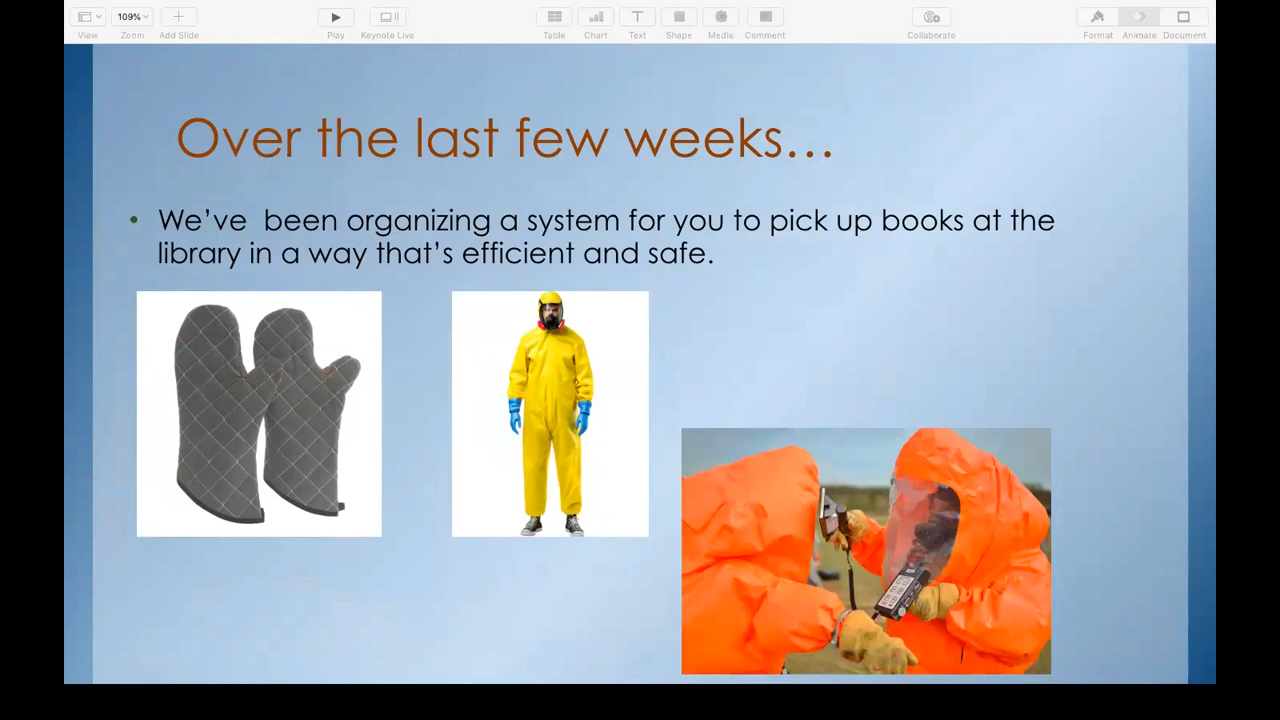 109%
View
Zoom
Add Slide
Play
Keynote Live
Table
Chart
Text
Shape
Media
Comment
Collaborate
Format
Animate
Document
Over the last few weeks…
• We’ve  been organizing a system for you to pick up books at the
library in a way that’s efficient and safe.